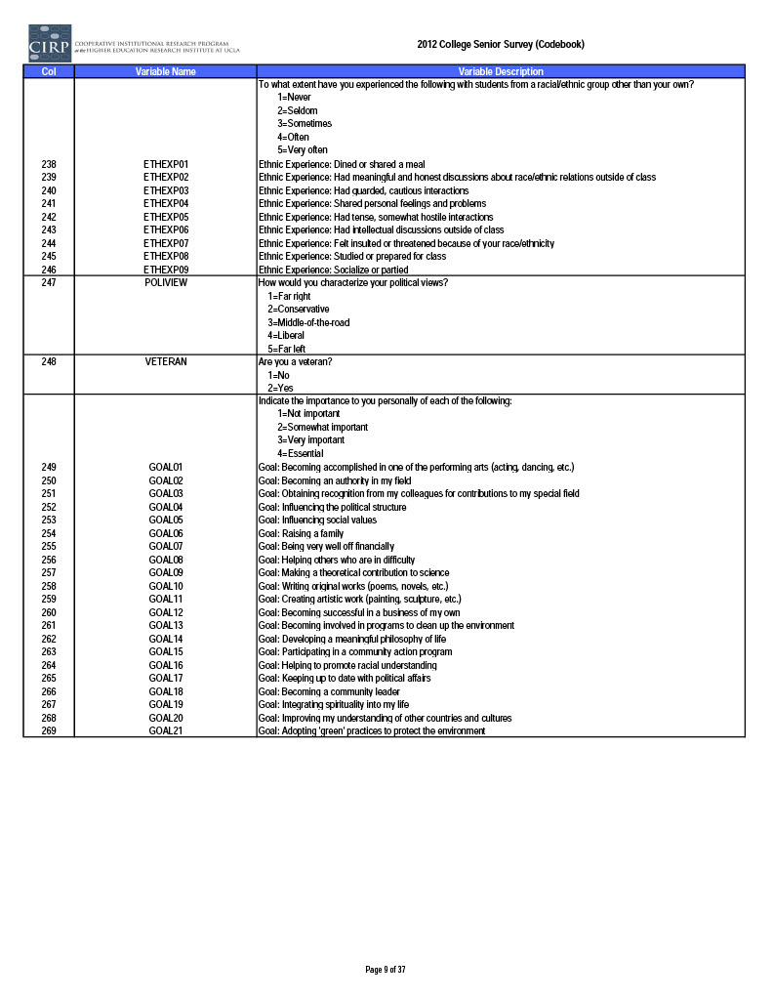 CIRP
COOPERATIVE INSTITUTIONAL RESEARCH PROGRAM
at the HIGHER EDUCATION RESEARCH INSTITUTE AT UCLA
2012 College Senior Survey (Codebook)
Col Variable Name Variable Description
To what extent have you experienced the following with students from a racial/ethnic group other than your own?
1=Never
2=Seldom
3=Sometimes
4=Often
5=Very often
238 ETHEXP01 Ethnic Experience: Dined or shared a meal
239 ETHEXP02 Ethnic Experience: Had meaningful and honest discussions about race/ethnic relations outside of class
240 ETHEXP03 Ethnic Experience: Had guarded, cautious interactions
241 ETHEXP04 Ethnic Experience: Shared personal feelings and problems
242 ETHEXP05 Ethnic Experience: Had tense, somewhat hostile interactions
243 ETHEXP06 Ethnic Experience: Had intellectual discussions outside of class
244 ETHEXP07 Ethnic Experience: Felt insulted or threatened because of your race/ethnicity
245 ETHEXP08 Ethnic Experience: Studied or prepared for class
246 ETHEXP09 Ethnic Experience: Socialize or partied
247 POLIVIEW How would you characterize your political views?
1=Far right
2=Conservative
3=Middle-of-the-road
4=Liberal
5=Far left
248 VETERAN Are you a veteran?
1=No
2=Yes
Indicate the importance to you personally of each of the following:
1=Not important
2=Somewhat important
3=Very important
4=Essential
249 GOAL01 Goal: Becoming accomplished in one of the performing arts (acting, dancing, etc.)
250 GOAL02 Goal: Becoming an authority in my field
251 GOAL03 Goal: Obtaining recognition from my colleagues for contributions to my special field
252 GOAL04 Goal: Influencing the political structure
253 GOAL05 Goal: Influencing social values
254 GOAL06 Goal: Raising a family
255 GOAL07 Goal: Being very well off financially
256 GOAL08 Goal: Helping others who are in difficulty
257 GOAL09 Goal: Making a theoretical contribution to science
258 GOAL10 Goal: Writing original works (poems, novels, etc.)
259 GOAL11 Goal: Creating artistic work (painting, sculpture, etc.)
260 GOAL12 Goal: Becoming successful in a business of my own
261 GOAL13 Goal: Becoming involved in programs to clean up the environment
262 GOAL14 Goal: Developing a meaningful philosophy of life
263 GOAL15 Goal: Participating in a community action program
264 GOAL16 Goal: Helping to promote racial understanding
265 GOAL17 Goal: Keeping up to date with political affairs
266 GOAL18 Goal: Becoming a community leader
267 GOAL19 Goal: Integrating spirituality into my life
268 GOAL20 Goal: Improving my understanding of other countries and cultures
269 GOAL21 Goal: Adopting 'green' practices to protect the environment
Page 9 of 37